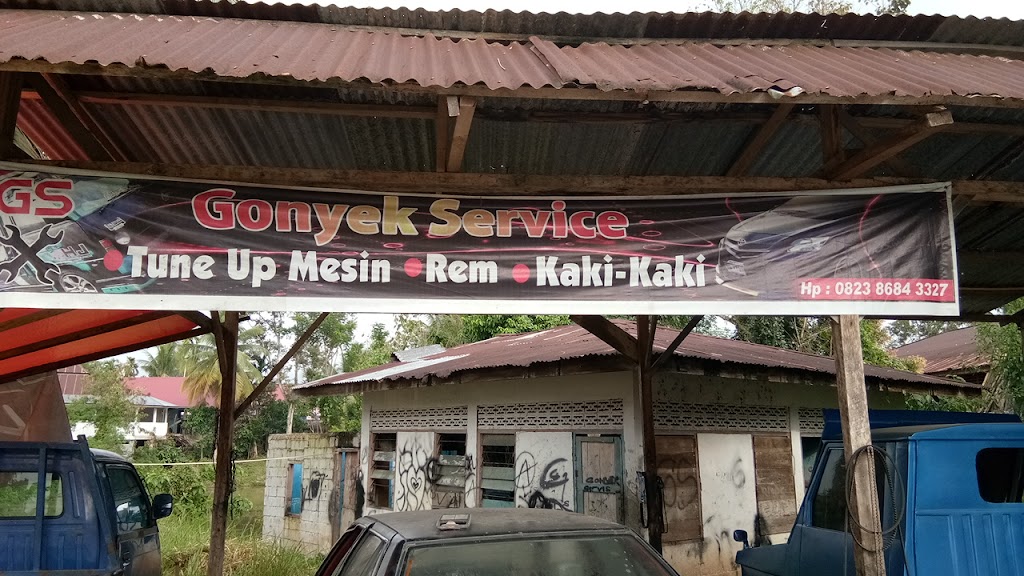 GS
Gonyek Service
• Tune Up Mesin • Rem • Kaki-Kaki
Hp : 0823 8684 3327